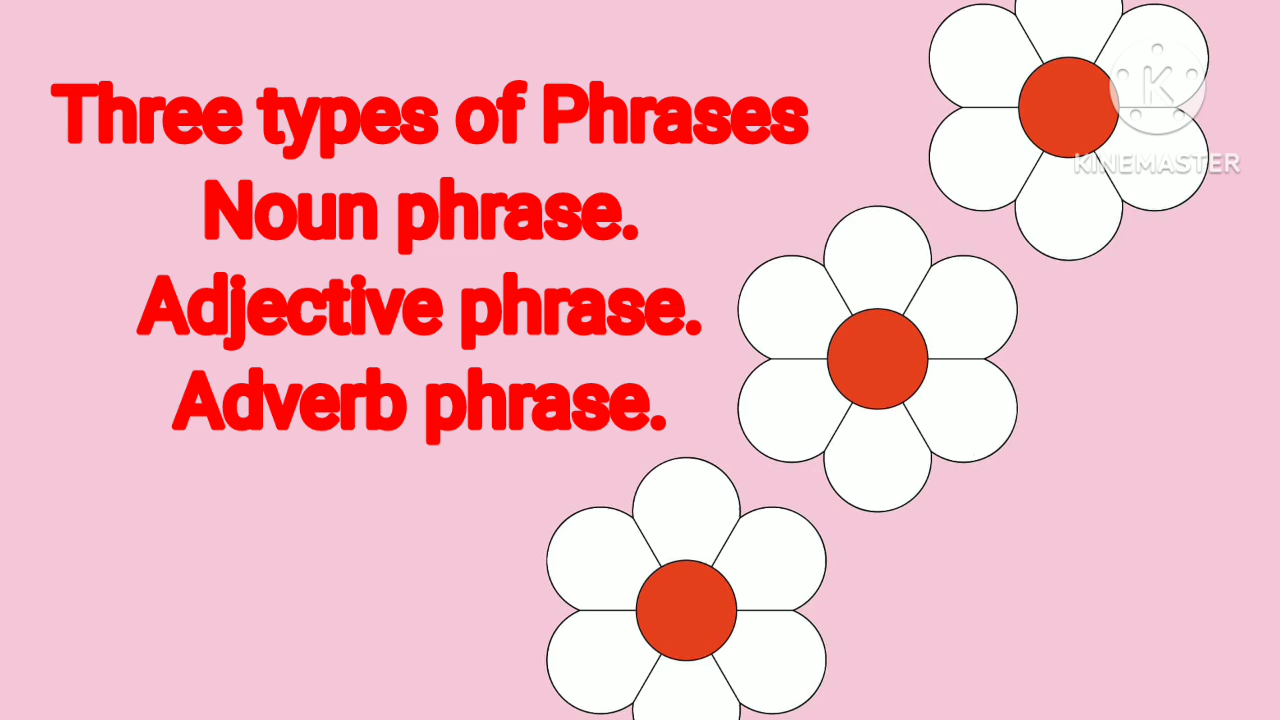 Three types of Phrases
Noun phrase.
Adjective phrase.
Adverb phrase.
K
KINEMASTER